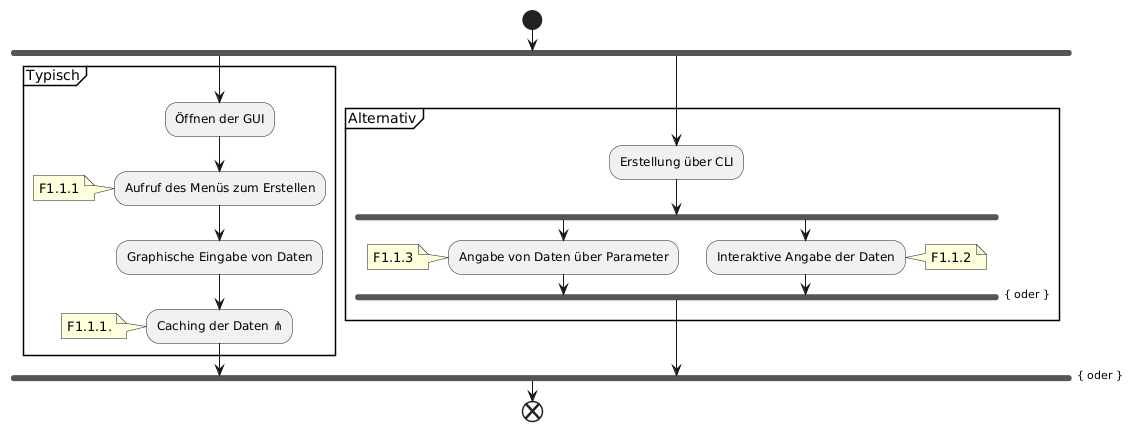 Typisch
Öffnen der GUI
F1.1.1
Aufruf des Menüs zum Erstellen
Graphische Eingabe von Daten
F1.1.1.
Caching der Daten ⋔
Alternativ
Erstellung über CLI
F1.1.3
Angabe von Daten über Parameter
Interaktive Angabe der Daten
F1.1.2
{ oder }
{ oder }